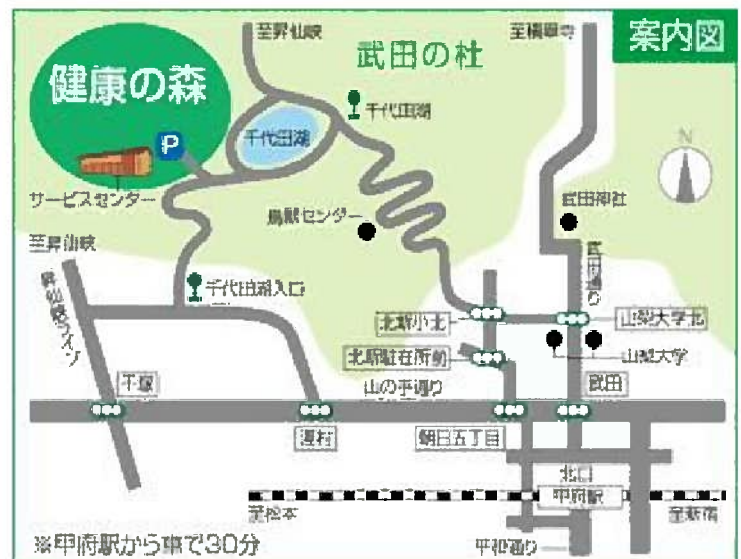 案内図
至昇仙峡
至積翠寺
武田の杜
健康の森
P
千代田湖
千代田湖
N
サービスセンター
鳥獣センター
武田神社
至昇仙峡
昇仙峡ライン
千代田湖入口
武田通り
北新小北
山梨大学北
北新駐在所前
山梨大学
山の手通り
武田
千塚
湯村
朝日五丁目
北口
甲府駅
至松本
至新宿
※甲府駅から車で30分
平和通り